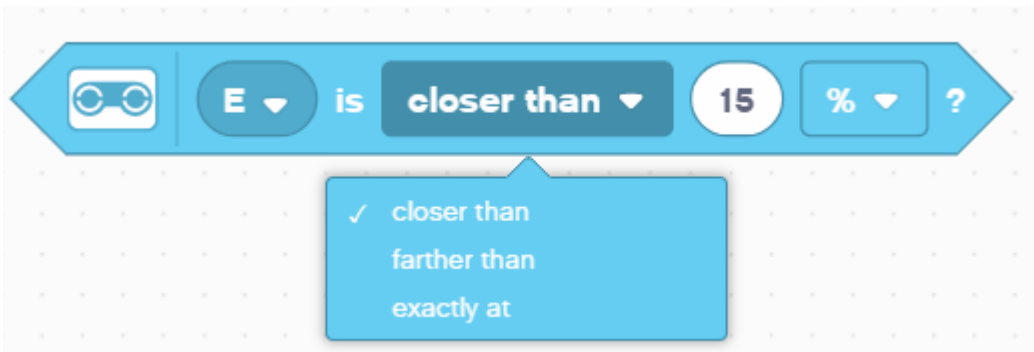 E is closer than 15 % ?
closer than
farther than
exactly at